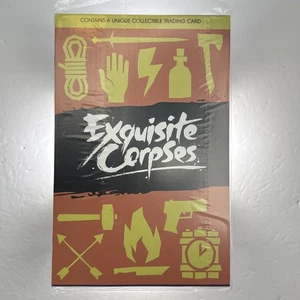 CONTAINS A UNIQUE COLLECTIBLE TRADING CARD
Exquisite
Corpses